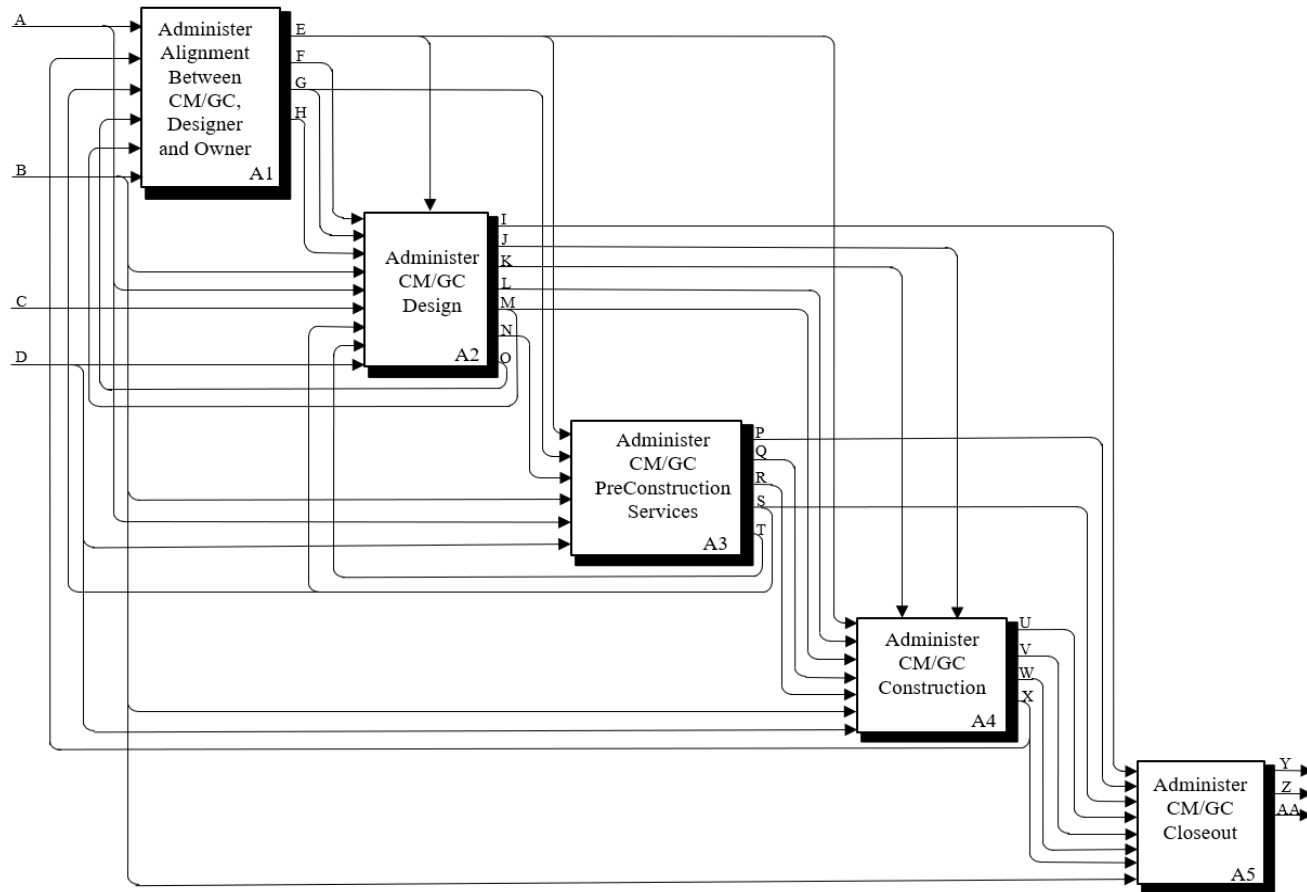 A
B
C
D
Administer
Alignment
Between
CM/GC,
Designer
and Owner
A1
E
F
G
H
Administer
CM/GC
Design
A2
I
J
K
L
M
N
O
Administer
CM/GC
PreConstruction
Services
A3
P
Q
R
S
T
Administer
CM/GC
Construction
A4
U
V
W
X
Administer
CM/GC
Closeout
A5
Y
Z
AA